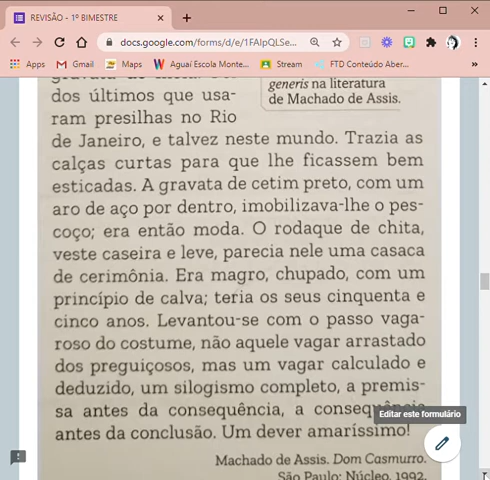 REVISÃO - 1º BIMESTRE
docs.google.com/forms/d/e/1FAIpQLSe...
Apps Gmail Maps Aguaí Escola Monte... Stream FTD Conteúdo Aber...
generis na literatura
de Machado de Assis.
dos últimos que usa-
ram presilhas no Rio
de Janeiro, e talvez neste mundo. Trazia as
calças curtas para que lhe ficassem bem
esticadas. A gravata de cetim preto, com um
aro de aço por dentro, imobilizava-lhe o pes-
coço; era então moda. O rodaque de chita,
veste caseira e leve, parecia nele uma casaca
de cerimônia. Era magro, chupado, com um
princípio de calva; teria os seus cinquenta e
cinco anos. Levantou-se com o passo vaga-
roso do costume, não aquele vagar arrastado
dos preguiçosos, mas um vagar calculado e
deduzido, um silogismo completo, a premis-
sa antes da consequência, a consequência
Editar este formulário
antes da conclusão. Um dever amaríssimo!
Machado de Assis. Dom Casmurro.
São Paulo: Núcleo, 1992.